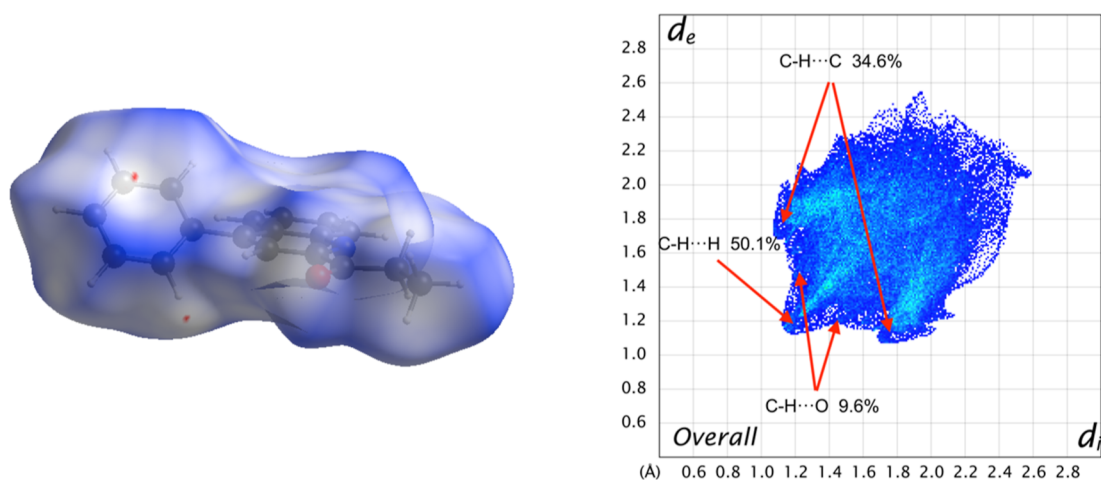 d_e
2.8
C-H···C 34.6%
2.6
2.4
2.2
2.0
1.8
C-H···H 50.1%
1.6
1.4
1.2
1.0
0.8
C-H···O 9.6%
0.6
Overall
d_i
(Å) 0.6 0.8 1.0 1.2 1.4 1.6 1.8 2.0 2.2 2.4 2.6 2.8